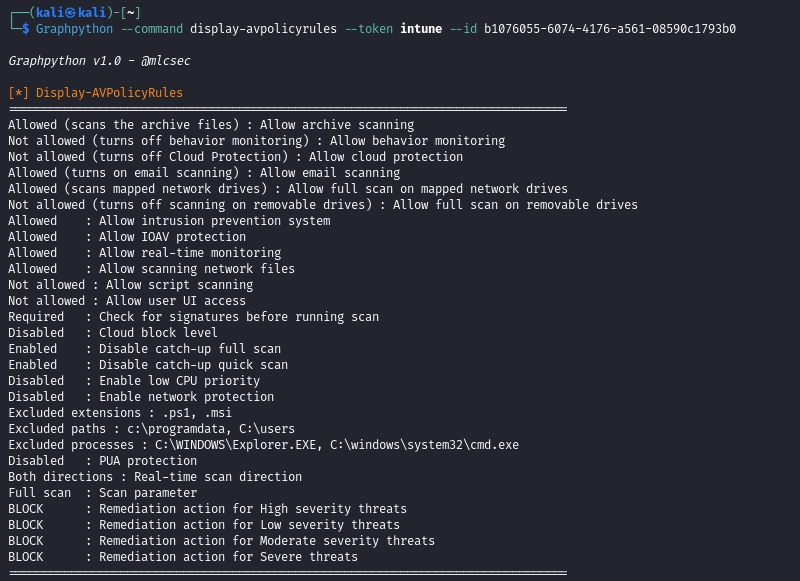 ┌──(kali㉿kali)-[~]
└─$ Graphpython --command display-avpolicyrules --token intune --id b1076055-6074-4176-a561-08590c1793b0
Graphpython v1.0 - @mlcsec
[*] Display-AVPolicyRules
================================================================================
Allowed (scans the archive files) : Allow archive scanning
Not allowed (turns off behavior monitoring) : Allow behavior monitoring
Not allowed (turns off Cloud Protection) : Allow cloud protection
Allowed (turns on email scanning) : Allow email scanning
Allowed (scans mapped network drives) : Allow full scan on mapped network drives
Not allowed (turns off scanning on removable drives) : Allow full scan on removable drives
Allowed    : Allow intrusion prevention system
Allowed    : Allow IOAV protection
Allowed    : Allow real-time monitoring
Allowed    : Allow scanning network files
Not allowed : Allow script scanning
Not allowed : Allow user UI access
Required   : Check for signatures before running scan
Disabled   : Cloud block level
Enabled    : Disable catch-up full scan
Enabled    : Disable catch-up quick scan
Disabled   : Enable low CPU priority
Disabled   : Enable network protection
Excluded extensions : .ps1, .msi
Excluded paths : c:\programdata, C:\users
Excluded processes : C:\WINDOWS\Explorer.EXE, C:\windows\system32\cmd.exe
Disabled   : PUA protection
Both directions : Real-time scan direction
Full scan  : Scan parameter
BLOCK      : Remediation action for High severity threats
BLOCK      : Remediation action for Low severity threats
BLOCK      : Remediation action for Moderate severity threats
BLOCK      : Remediation action for Severe threats
================================================================================